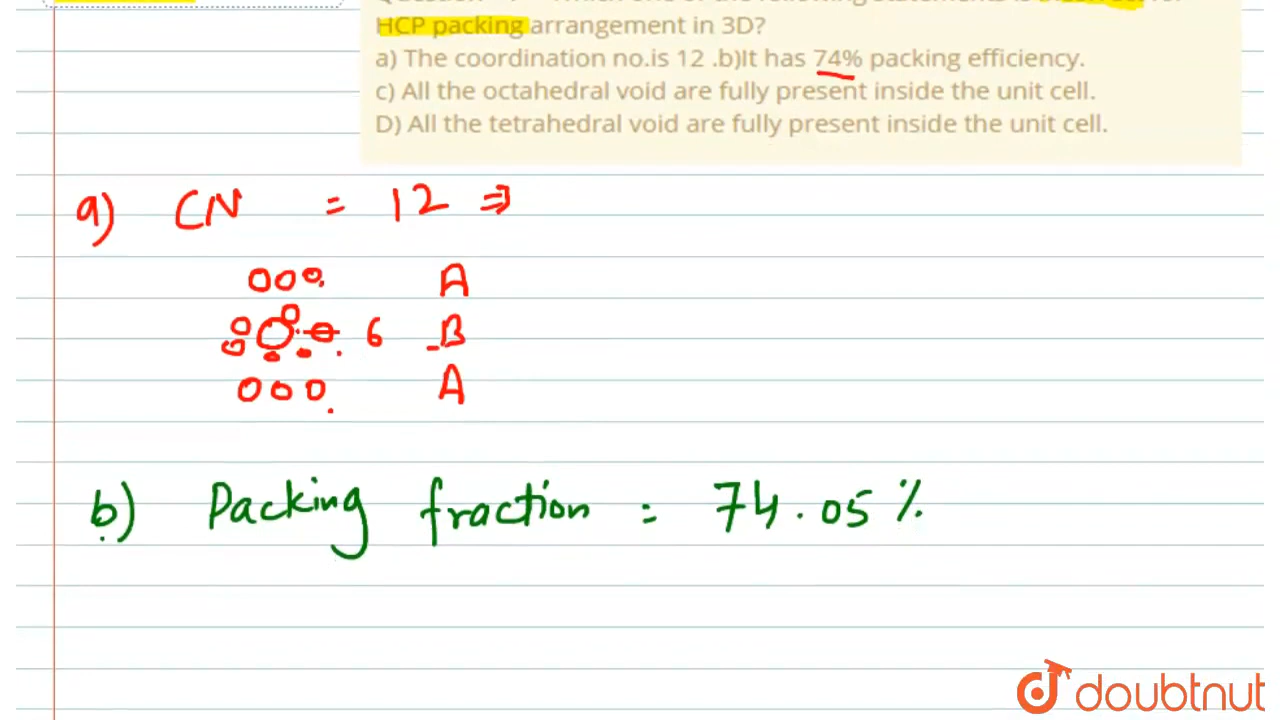 HCP packing arrangement in 3D?
a) The coordination no.is 12 .b)It has 74% packing efficiency.
c) All the octahedral void are fully present inside the unit cell.
D) All the tetrahedral void are fully present inside the unit cell.
a) CN = 12 ⇒
A
6 B
A
b) Packing fraction = 74.05 %
doubtnut